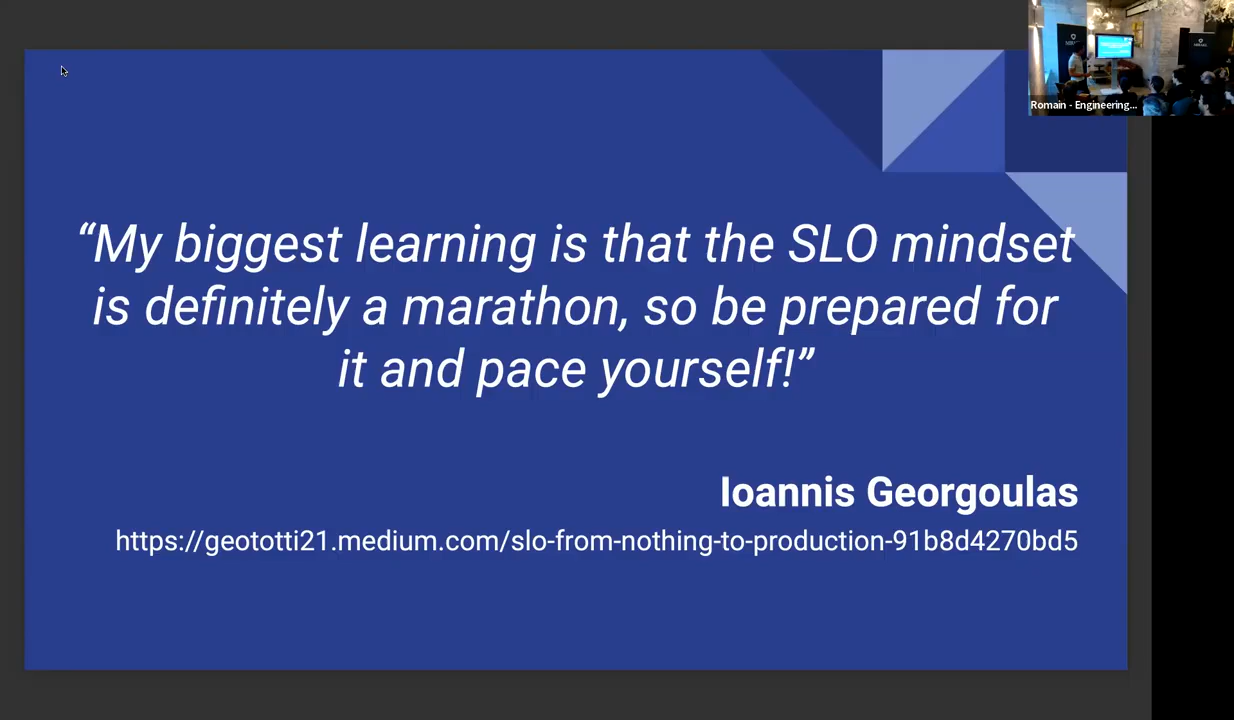 “My biggest learning is that the SLO mindset
is definitely a marathon, so be prepared for
it and pace yourself!”
Ioannis Georgoulas
https://geototti21.medium.com/slo-from-nothing-to-production-91b8d4270bd5
Romain - Engineering...